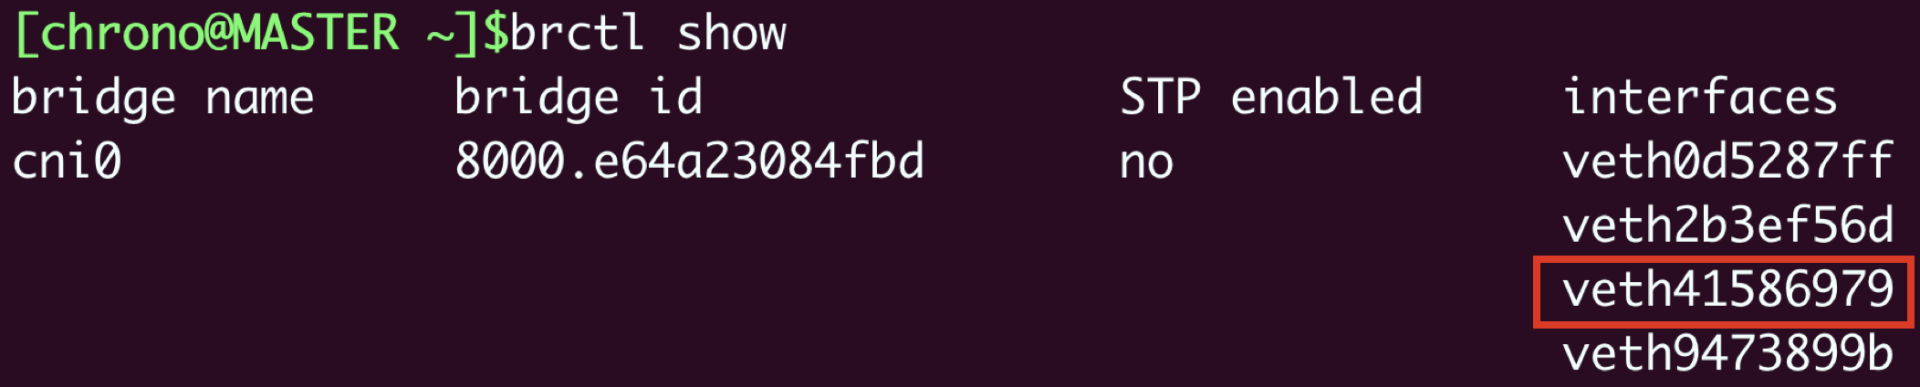 [chrono@MASTER ~]$brctl show
bridge name bridge id STP enabled interfaces
cni0 8000.e64a23084fbd no veth0d5287ff
veth2b3ef56d
veth41586979
veth9473899b